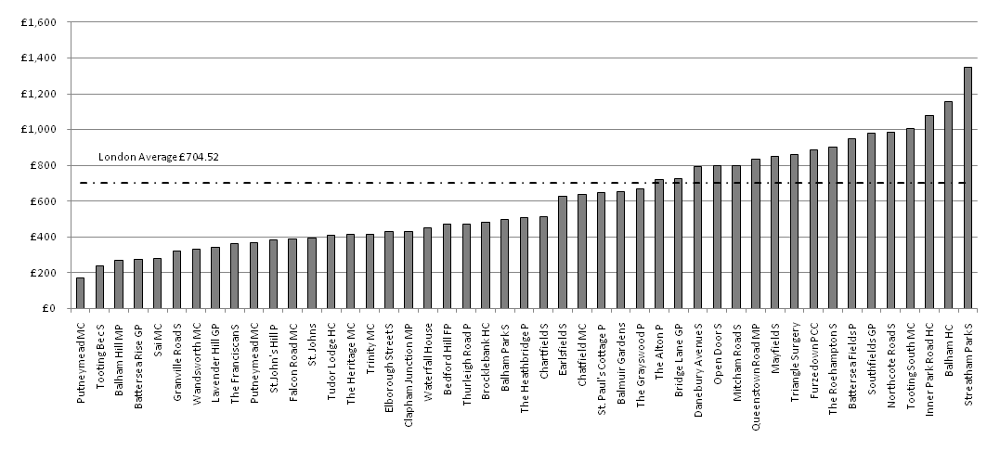 £1,600
£1,400
£1,200
£1,000
£800
£600
£400
£200
£0
London Average £704.52
Putneymead MC
Tooting Bec S
Balham Hill MP
Battersea Rise GP
Sai MC
Granville Road S
Wandsworth MC
Lavender Hill GP
The Franciscan S
Putneymead MC
St.John's Hill P
Falcon Road MC
St. Johns
Tudor Lodge HC
The Heritage MC
Trinity MC
Elborough Street S
Clapham Junction MP
Waterfall House
Bedford Hill FP
Thurleigh Road P
Brocklebank HC
Balham Park S
The Heathbridge P
Chartfield S
Earlsfield S
Chatfield MC
St. Paul's Cottage P
Balmuir Gardens
The Grayswood P
The Alton P
Bridge Lane GP
Danebury Avenue S
Open Door S
Mitcham Road S
Queenstown Road MP
Mayfield S
Triangle Surgery
Furzedown PCC
The Roehampton S
Battersea Fields P
Southfields GP
Northcote Road S
Tooting South MC
Inner Park Road HC
Balham HC
Streatham Park S